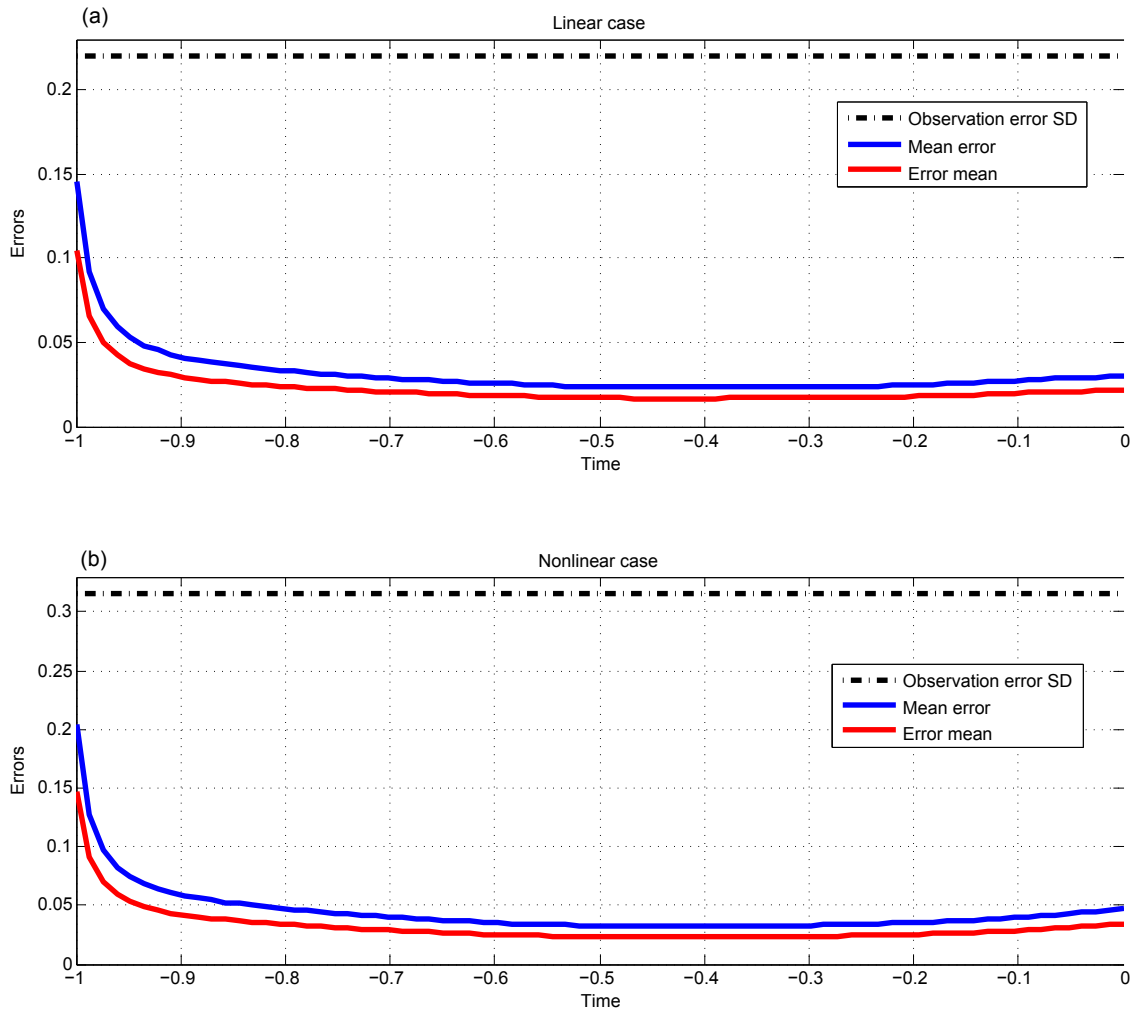 (a)
Linear case
0.2
0.15
0.1
0.05
0
Errors
Observation error SD
Mean error
Error mean
−1 −0.9 −0.8 −0.7 −0.6 −0.5 −0.4 −0.3 −0.2 −0.1 0
Time
(b)
Nonlinear case
0.3
0.25
0.2
0.15
0.1
0.05
0
Errors
Observation error SD
Mean error
Error mean
−1 −0.9 −0.8 −0.7 −0.6 −0.5 −0.4 −0.3 −0.2 −0.1 0
Time